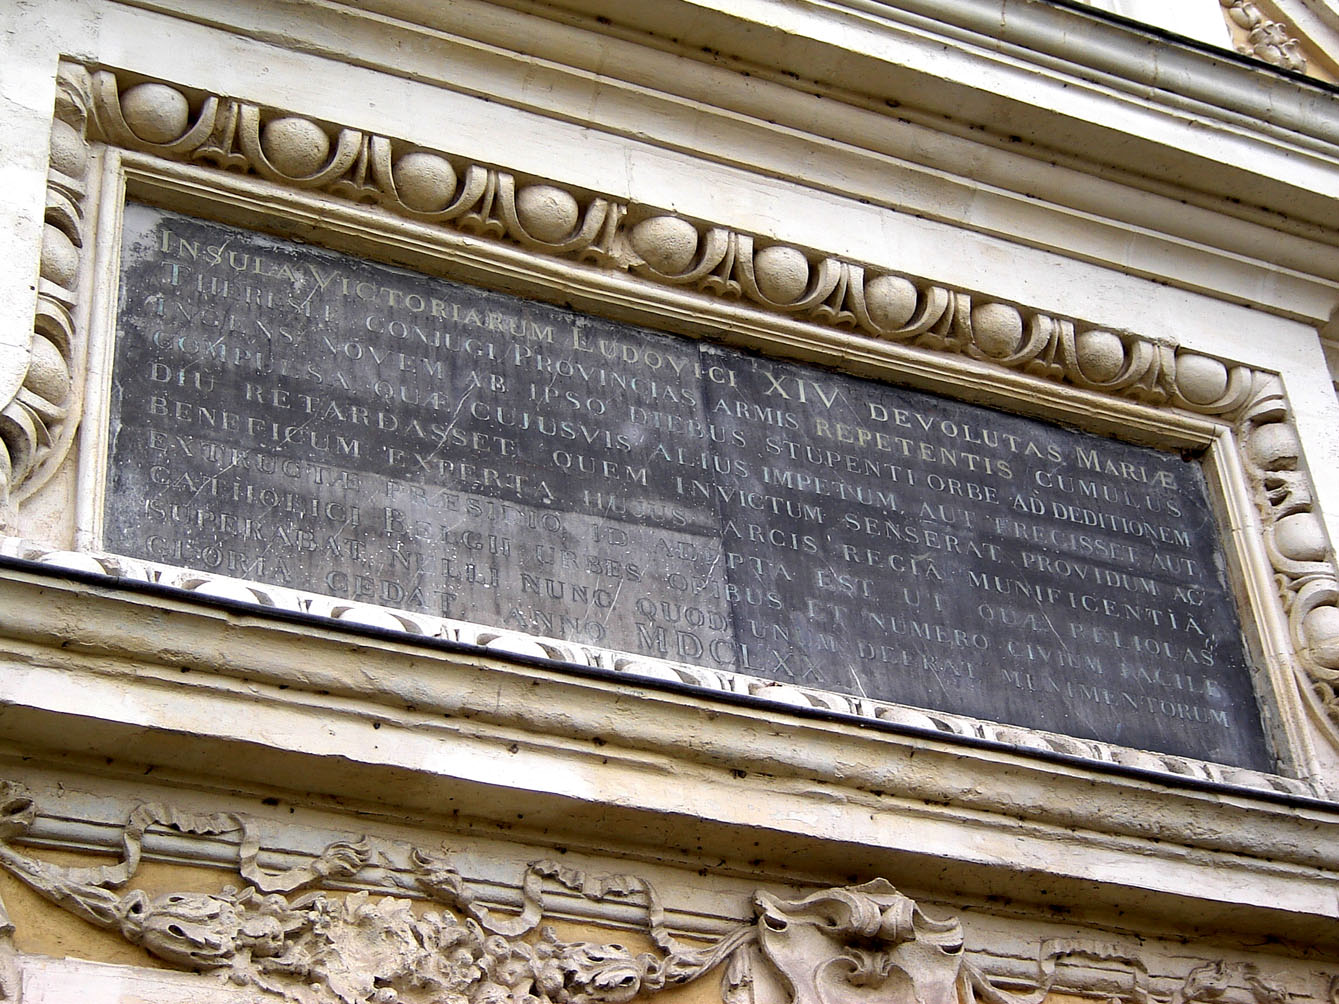 INSULA VICTORIARUM LUDOVICI XIV DEVOLUTAS MARIÆ
THERESIÆ CONJUGI PROVINCIAS ARMIS REPETENTIS CUMULUS
INGENS NOVEM AB IPSO DIEBUS STUPENTI ORBE AD DEDITIONEM
COMPULSA QUÆ CUJUSVIS ALIUS IMPETUM AUT FREGISSET AUT
DIU RETARDASSET QUEM INVICTUM SENSERAT PROVIDUM AC
BENEFICUM EXPERTA HUJUS ARCIS REGIÂ MUNIFICENTIÂ
EXTRUCTÆ PRÆSIDIO ID ADEPTA EST UT QUÆ RELIQUAS
CATHOLICI BELGII URBES OPIBUS ET NUMERO CIVIUM FACILE
SUPERABAT NULLI NUNC QUOD UNUM DEERAT MUNIMENTORUM
GLORIA CEDAT ANNO MDCLXX